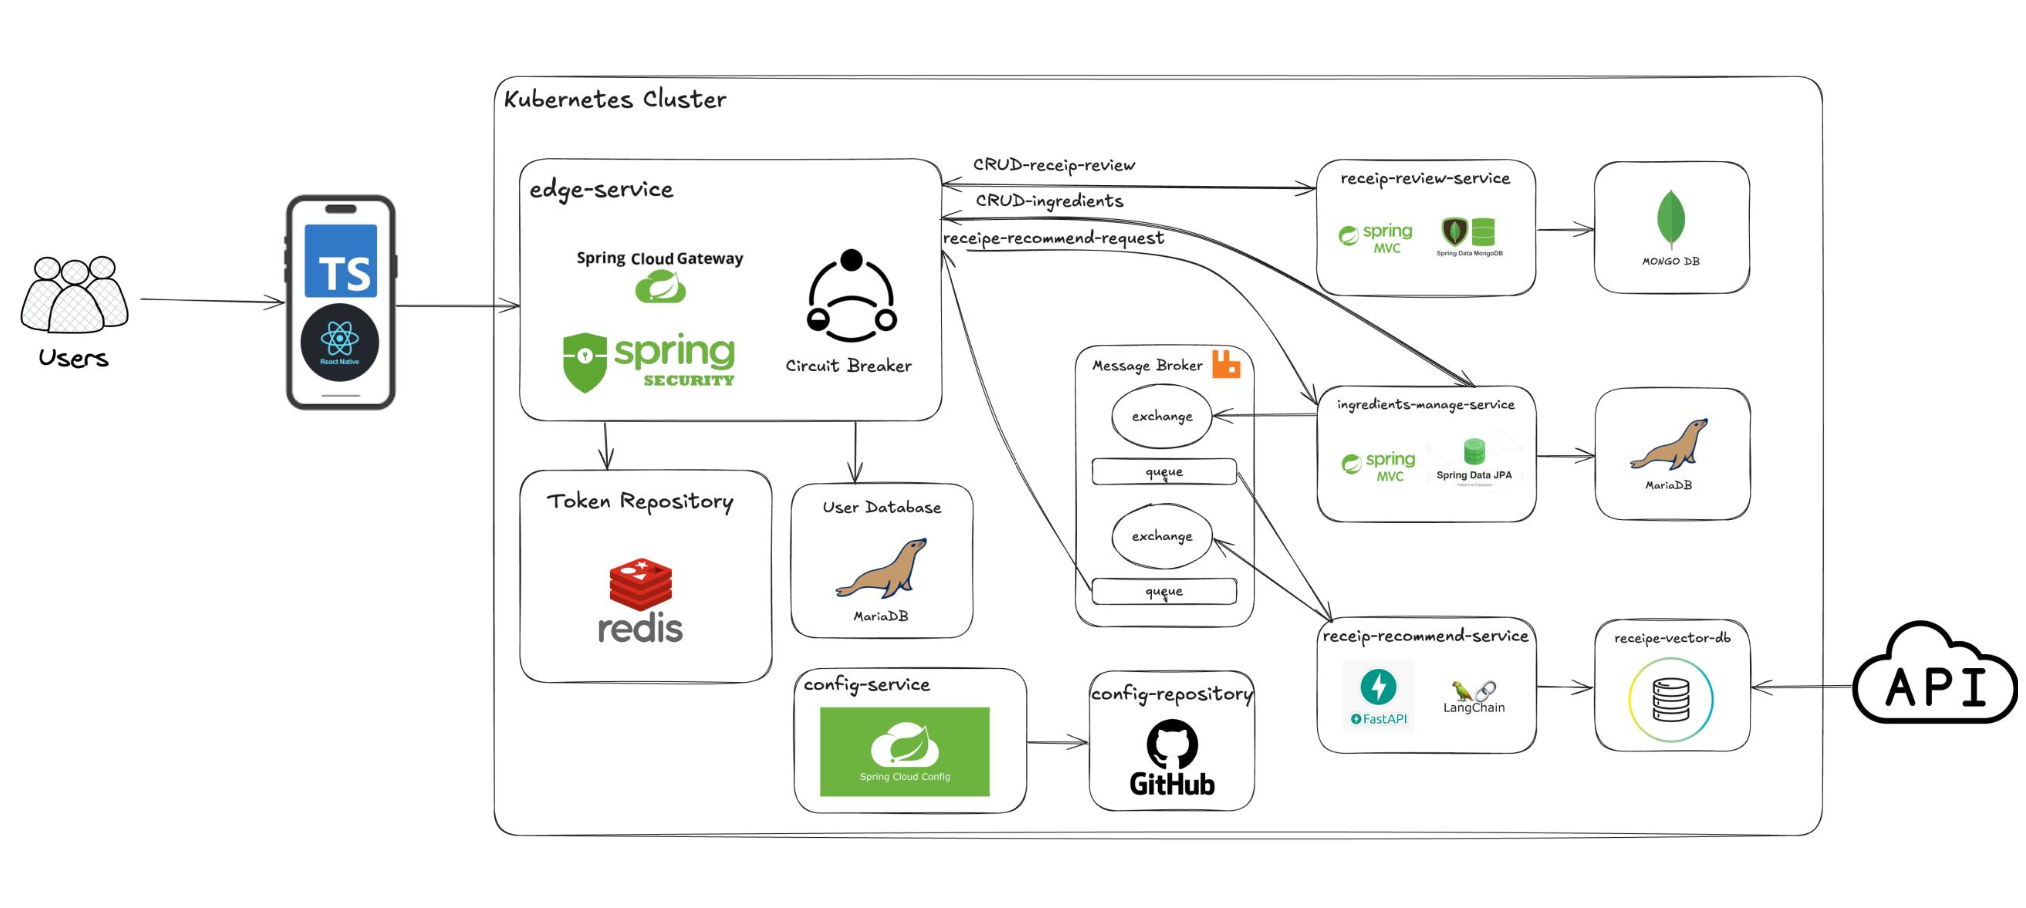 Kubernetes Cluster
Users
TS
React Native
edge-service
Spring Cloud Gateway
spring
SECURITY
Circuit Breaker
CRUD-receip-review
CRUD-ingredients
receipe-recommend-request
receip-review-service
spring
MVC
Spring Data MongoDB
MONGO DB
Message Broker
exchange
queue
exchange
queue
ingredients-manage-service
spring
MVC
Spring Data JPA
MariaDB
Token Repository
redis
User Database
MariaDB
config-service
Spring Cloud Config
config-repository
GitHub
receip-recommend-service
FastAPI
LangChain
receipe-vector-db
API